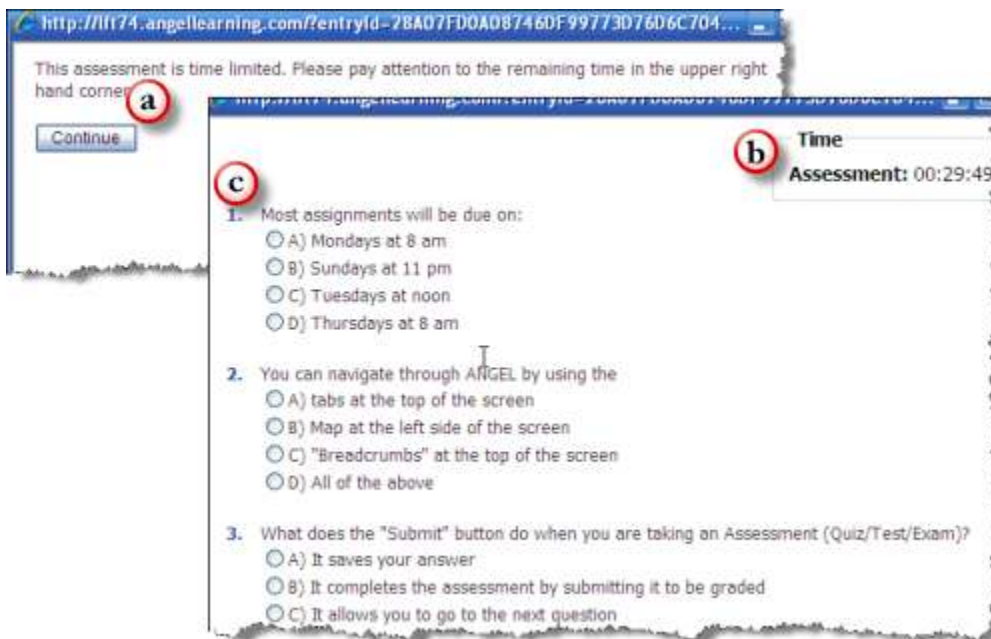 http://lft74.angellearning.com/?entryId=28A07FD0A08746DF99773D76D6C704...
This assessment is time limited. Please pay attention to the remaining time in the upper right
hand corner
a
Continue
b
Time
Assessment: 00:29:49
c
1. Most assignments will be due on:
A) Mondays at 8 am
B) Sundays at 11 pm
C) Tuesdays at noon
D) Thursdays at 8 am
2. You can navigate through ANGEL by using the
A) tabs at the top of the screen
B) Map at the left side of the screen
C) "Breadcrumbs" at the top of the screen
D) All of the above
3. What does the "Submit" button do when you are taking an Assessment (Quiz/Test/Exam)?
A) It saves your answer
B) It completes the assessment by submitting it to be graded
C) It allows you to go to the next question